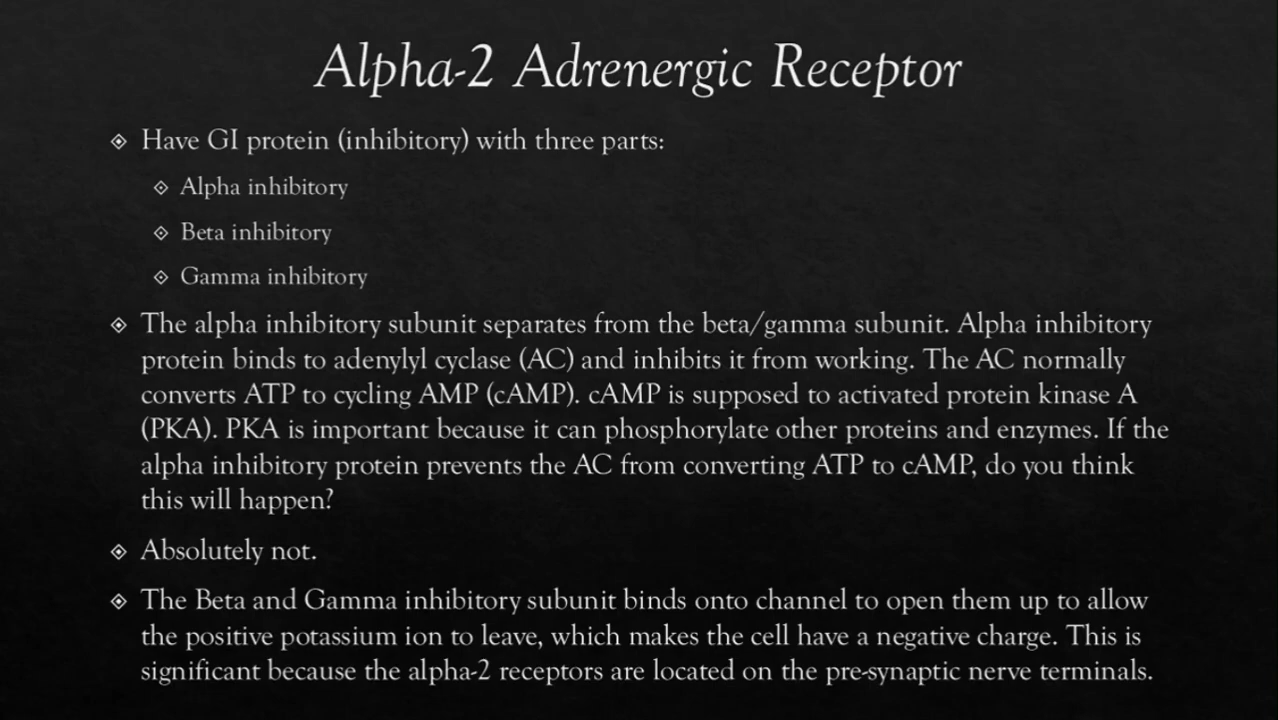 Alpha-2 Adrenergic Receptor
Have GI protein (inhibitory) with three parts:
Alpha inhibitory
Beta inhibitory
Gamma inhibitory
The alpha inhibitory subunit separates from the beta/gamma subunit. Alpha inhibitory
protein binds to adenylyl cyclase (AC) and inhibits it from working. The AC normally
converts ATP to cycling AMP (cAMP). cAMP is supposed to activated protein kinase A
(PKA). PKA is important because it can phosphorylate other proteins and enzymes. If the
alpha inhibitory protein prevents the AC from converting ATP to cAMP, do you think
this will happen?
Absolutely not.
The Beta and Gamma inhibitory subunit binds onto channel to open them up to allow
the positive potassium ion to leave, which makes the cell have a negative charge. This is
significant because the alpha-2 receptors are located on the pre-synaptic nerve terminals.